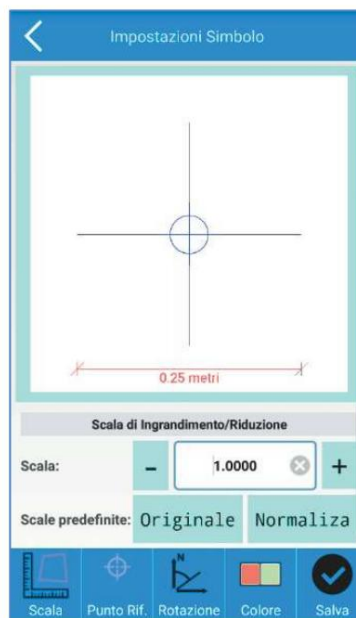 Impostazioni Simbolo
0.25 metri
Scala di Ingrandimento/Riduzione
Scala: - 1.0000 +
Scale predefinite: Originale Normaliza
N
Scala Punto Rif. Rotazione Colore Salva